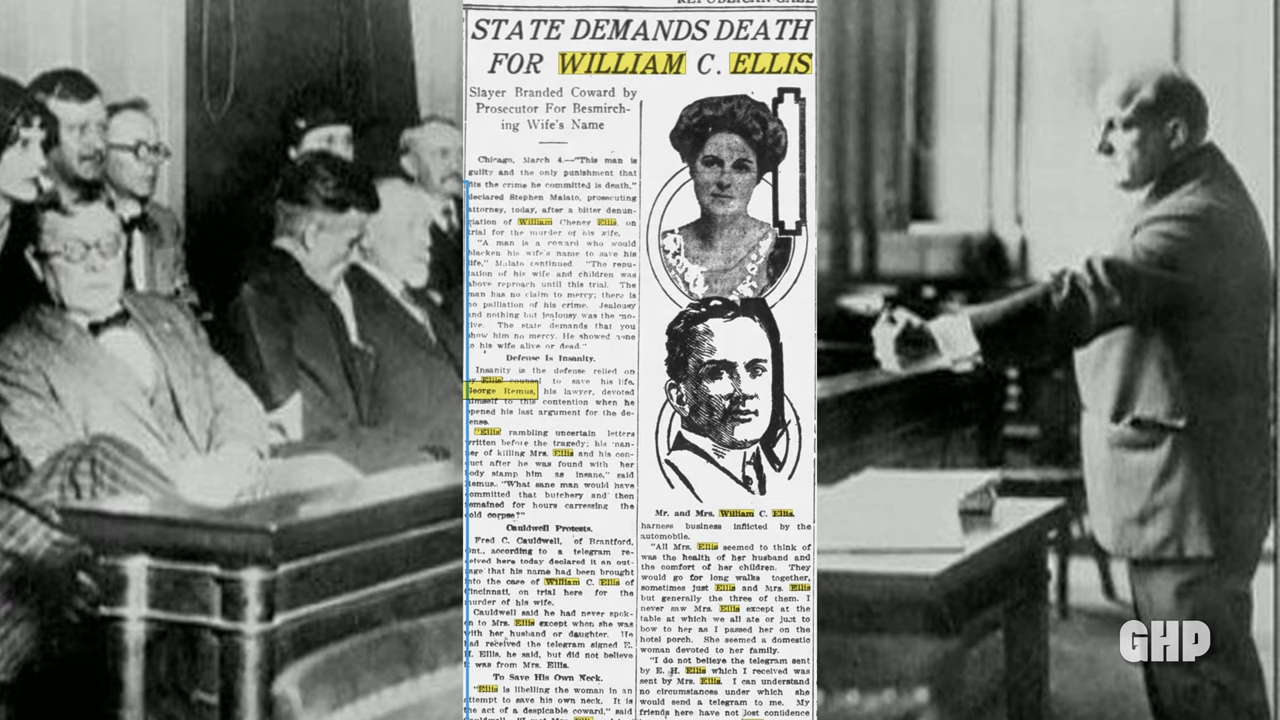 REPUBLICAN-GAZE
STATE DEMANDS DEATH
FOR WILLIAM C. ELLIS
Slayer Branded Coward by
Prosecutor For Besmirch-
ing Wife's Name
Chicago, March 4.—"This man is
guilty and the only punishment that
fits the crime he committed is death,"
declared Stephen Malato, prosecuting
attorney, today, after a bitter denun-
ciation of William Cheney Ellis, on
trial for the murder of his wife.
"A man is a coward who would
blacken his wife's name to save his
life," Malato continued. "The repu-
tation of his wife and children was
above reproach until this trial. The
man has no claim to mercy; there is
no palliation of his crime. Jealousy
and nothing but jealousy was the mo-
tive. The state demands that you
show him no mercy. He showed none
to his wife alive or dead."
Defense Is Insanity.
Insanity is the defense relied on
by Ellis counsel to save his life.
George Remus, his lawyer, devoted
himself to this contention when he
opened his last argument for the de-
ense.
"Ellis' rambling uncertain letters
written before the tragedy; his man-
ner of killing Mrs. Ellis and his con-
duct after he was found with her
body stamp him as insane," said
Remus. "What sane man would have
committed that butchery and then
remained for hours carressing the
cold corpse?"
Cauldwell Protests.
Fred C. Cauldwell, of Brantford,
Ont., according to a telegram re-
ceived here today declared it an out-
rage that his name had been brought
into the case of William C. Ellis of
Cincinnati, on trial here for the
murder of his wife.
Cauldwell said he had never spok-
en to Mrs. Ellis except when she was
with her husband or daughter. He
had received the telegram signed E.
H. Ellis, he said, but did not believe
it was from Mrs. Ellis.
To Save His Own Neck.
"Ellis is libelling the woman in an
attempt to save his own neck. It is
the act of a despicable coward," said
Mr. and Mrs. William C. Ellis.
harness business inflicted by the
automobile.
"All Mrs. Ellis seemed to think of
was the health of her husband and
the comfort of her children. They
would go for long walks together,
sometimes just Ellis and Mrs. Ellis
but generally the three of them. I
never saw Mrs. Ellis except at the
table at which we all ate or just to
bow to her as I passed her on the
hotel porch. She seemed a domestic
woman devoted to her family.
"I do not believe the telegram sent
by E. H. Ellis which I received was
sent by Mrs. Ellis. I can understand
no circumstances under which she
would send a telegram to me. My
friends here have not lost confidence
GHP